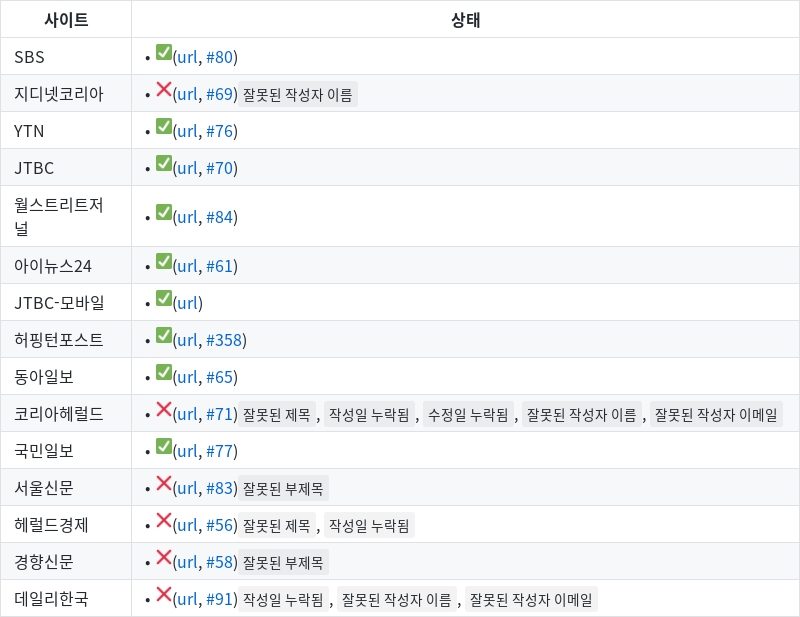 사이트 상태
SBS • ✅(url, #80)
지디넷코리아 • ❌(url, #69) 잘못된 작성자 이름
YTN • ✅(url, #76)
JTBC • ✅(url, #70)
월스트리트저
널 • ✅(url, #84)
아이뉴스24 • ✅(url, #61)
JTBC-모바일 • ✅(url)
허핑턴포스트 • ✅(url, #358)
동아일보 • ✅(url, #65)
코리아헤럴드 • ❌(url, #71) 잘못된 제목 , 작성일 누락됨 , 수정일 누락됨 , 잘못된 작성자 이름 , 잘못된 작성자 이메일
국민일보 • ✅(url, #77)
서울신문 • ❌(url, #83) 잘못된 부제목
헤럴드경제 • ❌(url, #56) 잘못된 제목 , 작성일 누락됨
경향신문 • ❌(url, #58) 잘못된 부제목
데일리한국 • ❌(url, #91) 작성일 누락됨 , 잘못된 작성자 이름 , 잘못된 작성자 이메일